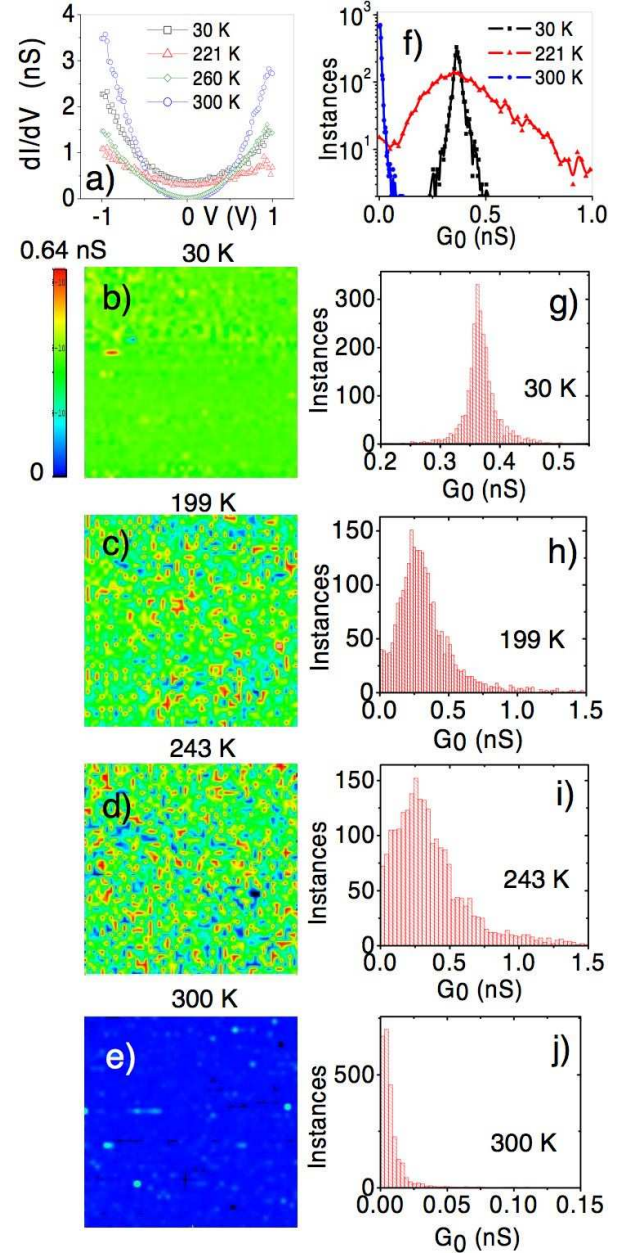 a)
dI/dV (nS)
4
3
2
1
0
30 K
221 K
260 K
300 K
-1 0 V (V) 1
f)
Instances
10³
10²
10¹
30 K
221 K
300 K
0.0 0.5 1.0
G₀ (nS)
0.64 nS
0
30 K
b)
g)
Instances
300
200
100
0
30 K
0.2 0.3 0.4 0.5
G₀ (nS)
199 K
c)
h)
Instances
150
100
50
0
199 K
0.0 0.5 1.0 1.5
G₀ (nS)
243 K
d)
i)
Instances
150
100
50
0
243 K
0.0 0.5 1.0 1.5
G₀ (nS)
300 K
e)
j)
Instances
500
0
300 K
0.00 0.05 0.10 0.15
G₀ (nS)